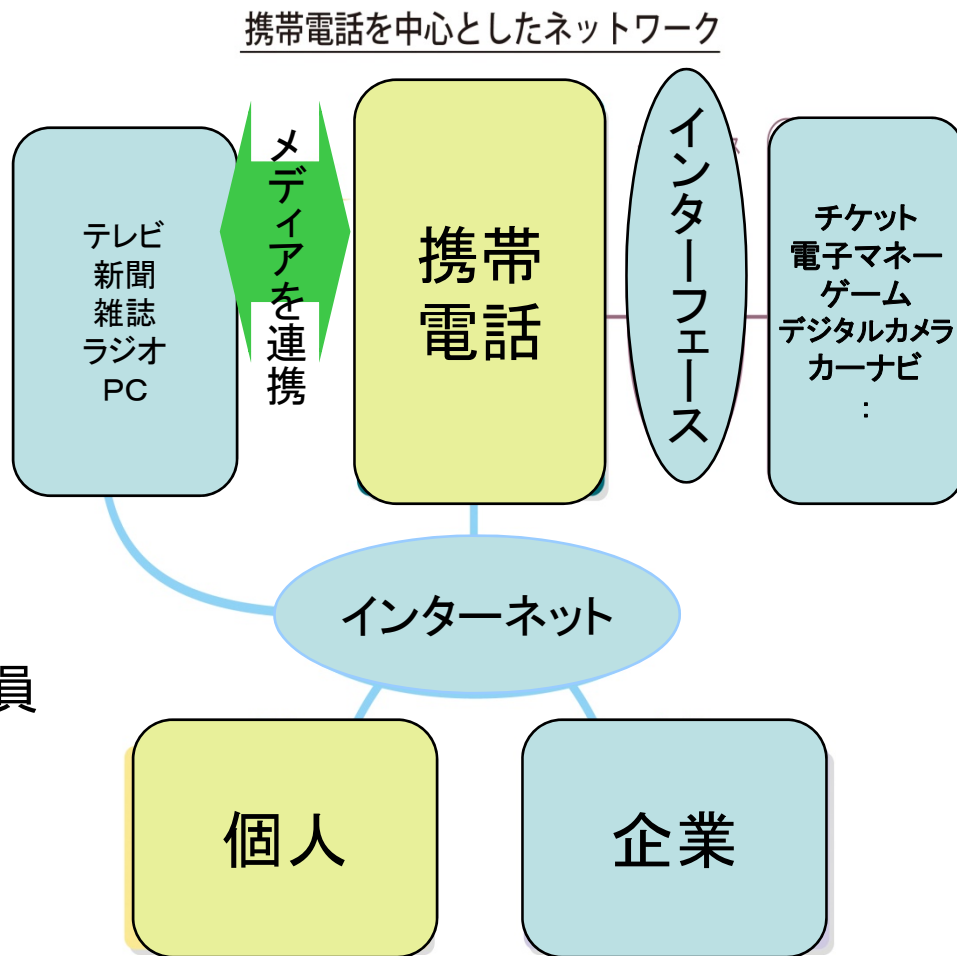 携帯電話を中心としたネットワーク
テレビ
新聞
雑誌
ラジオ
PC
メディアを連携
携帯
電話
インターフェース
ス
チケット
電子マネー
ゲーム
デジタルカメラ
カーナビ
:
インターネット
員
個人
企業